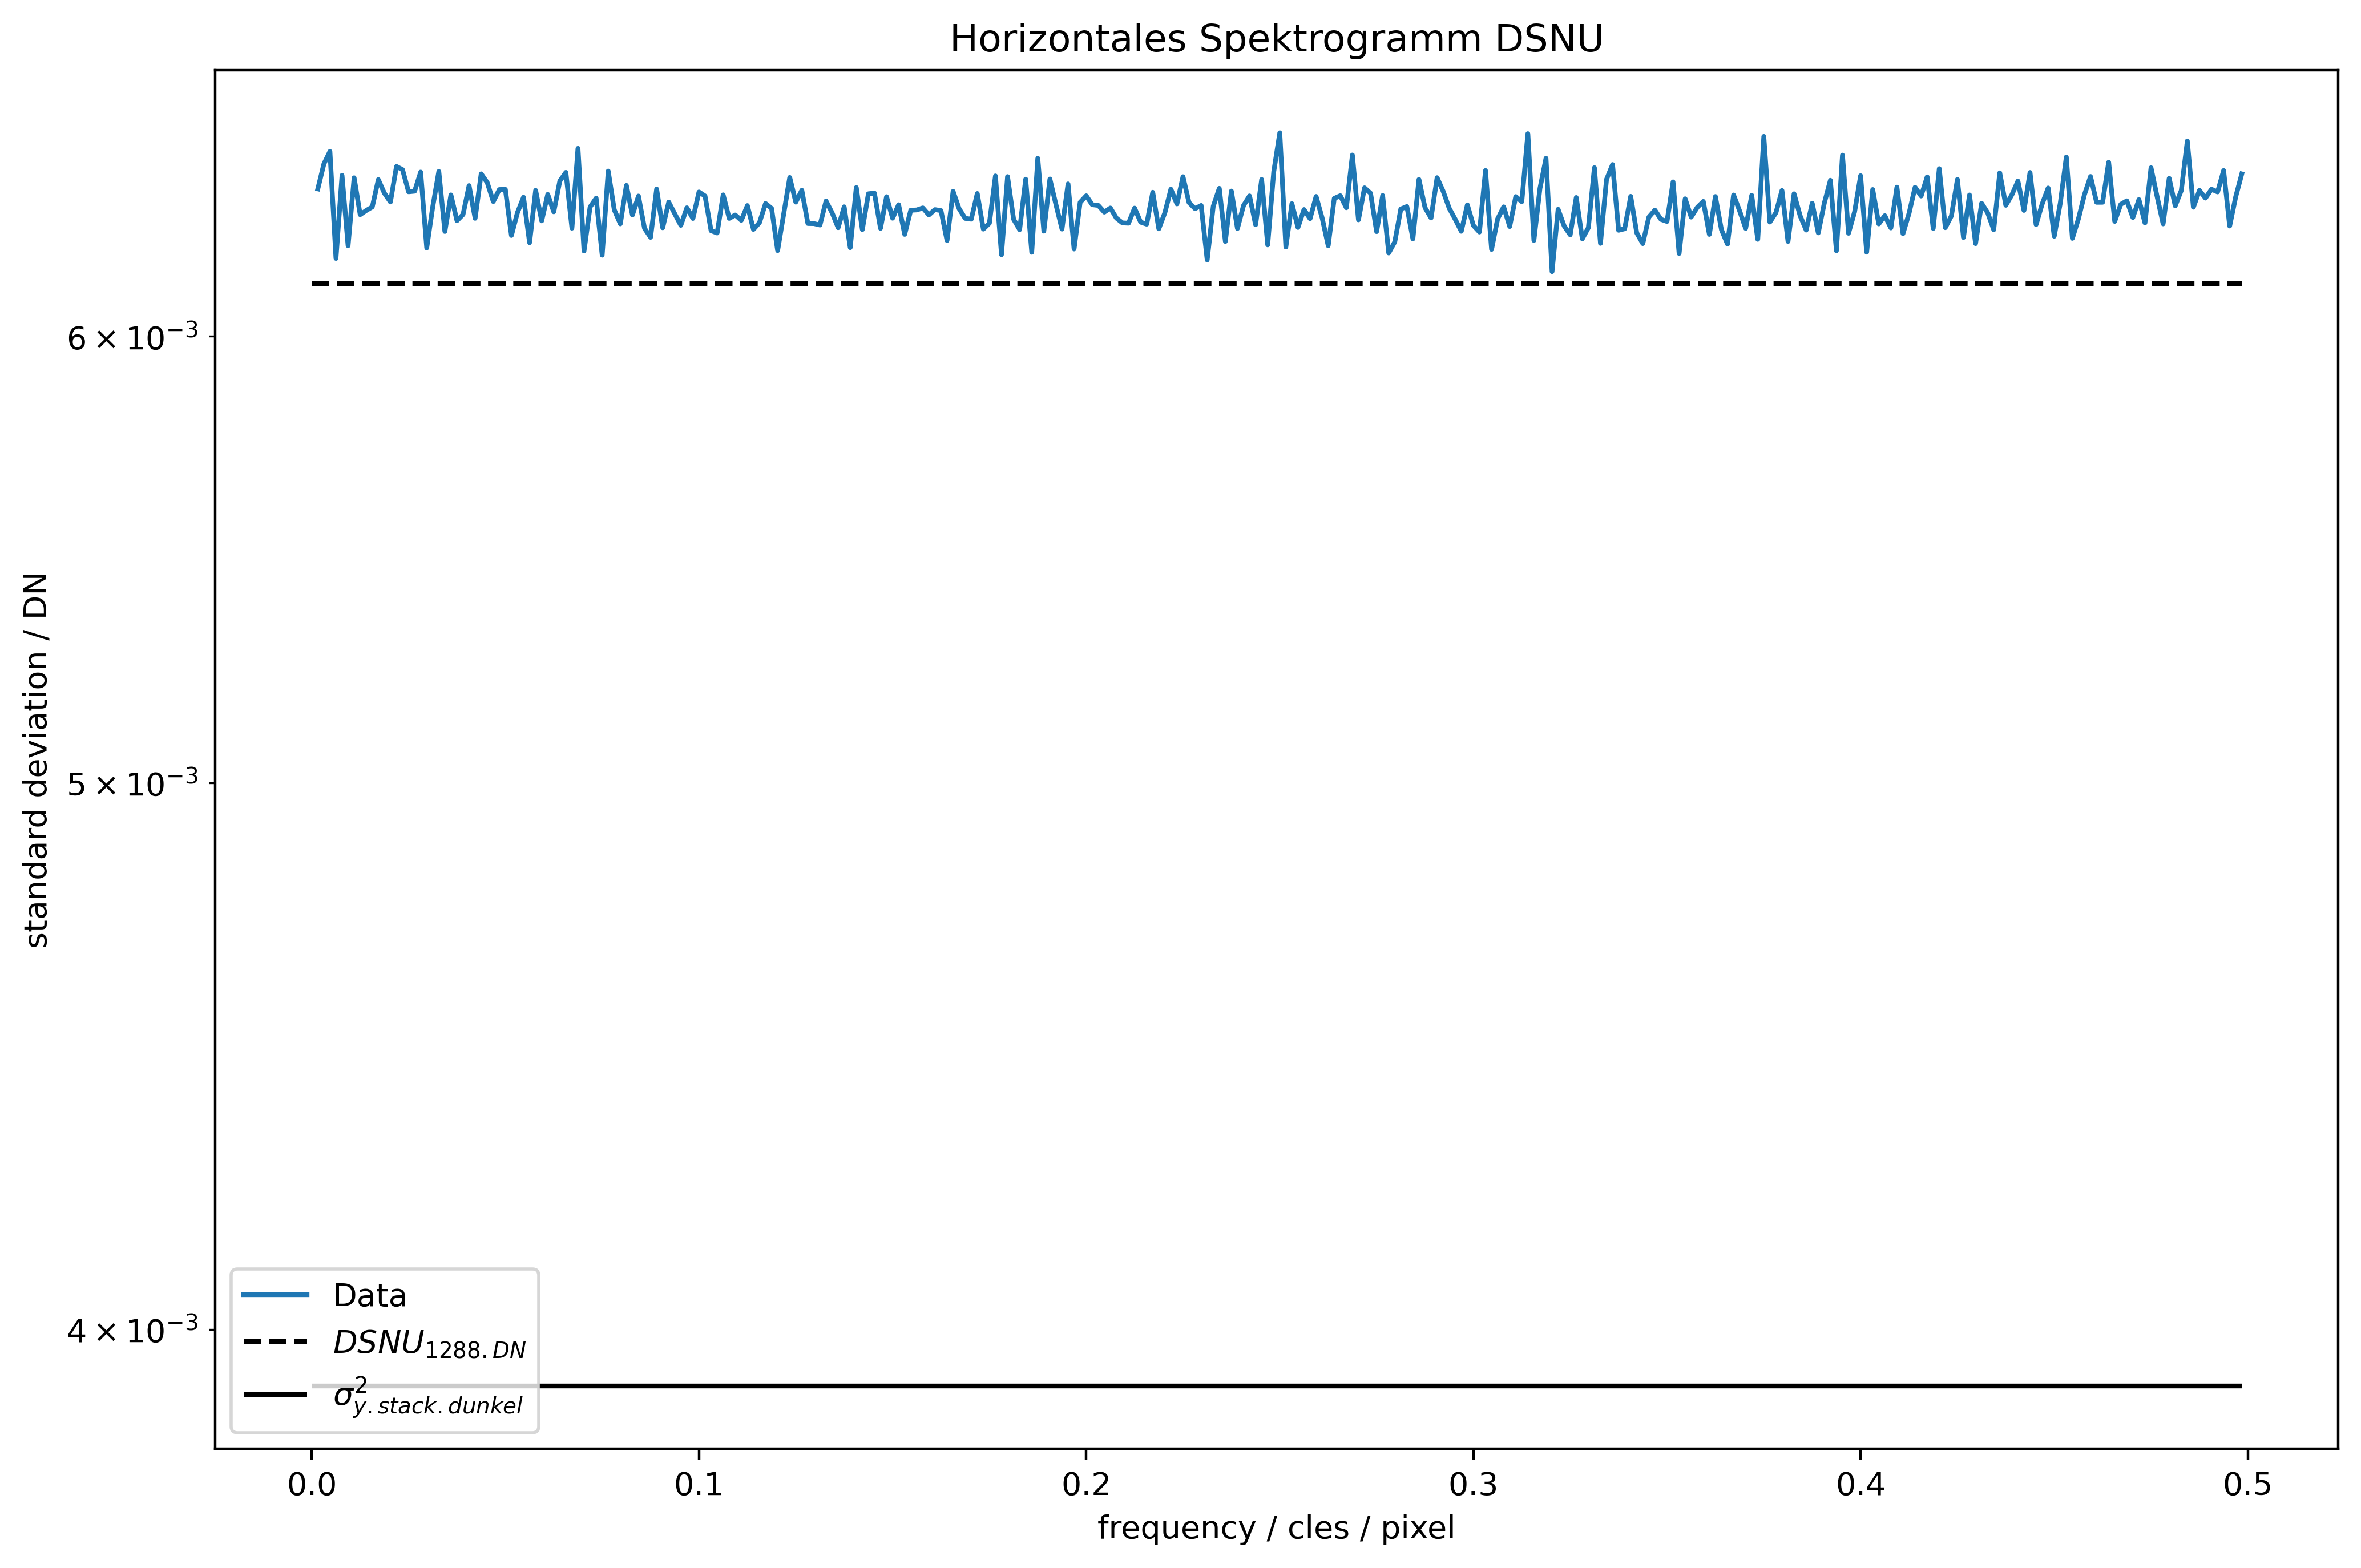 Horizontales Spektrogramm DSNU
standard deviation / DN
6 × 10⁻³
5 × 10⁻³
4 × 10⁻³
Data
DSNU₁₂₈₈.DN
σ²y.stack.dunkel
0.0 0.1 0.2 0.3 0.4 0.5
frequency / cles / pixel